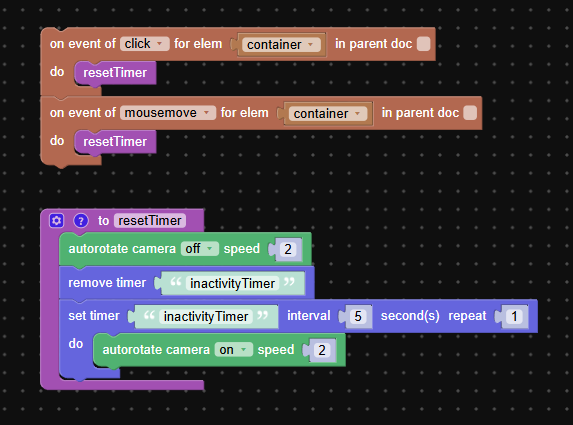 on event of click for elem container in parent doc
do resetTimer
on event of mousemove for elem container in parent doc
do resetTimer
? to resetTimer
autorotate camera off speed 2
remove timer “ inactivityTimer ”
set timer “ inactivityTimer ” interval 5 second(s) repeat 1
do autorotate camera on speed 2